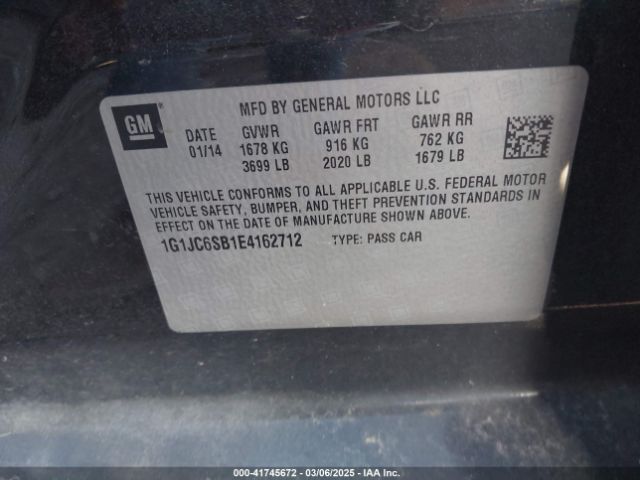 GM
MFD BY GENERAL MOTORS LLC
DATE GVWR GAWR FRT GAWR RR
01/14 1678 KG 916 KG 762 KG
3699 LB 2020 LB 1679 LB
THIS VEHICLE CONFORMS TO ALL APPLICABLE U.S. FEDERAL MOTOR
VEHICLE SAFETY, BUMPER, AND THEFT PREVENTION STANDARDS IN
EFFECT ON THE DATE OF MANUFACTURE SHOWN ABOVE.
1G1JC6SB1E4162712 TYPE: PASS CAR
000-41745672 - 03/06/2025 - IAA Inc.